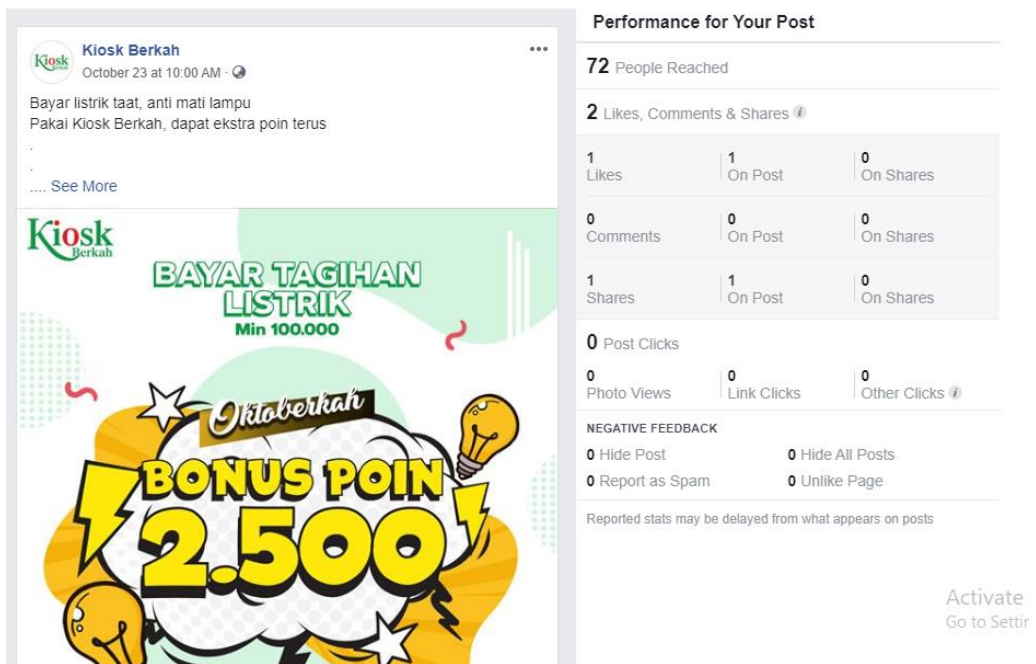 Kiosk Berkah
Kiosk Berkah
October 23 at 10:00 AM ·
Bayar listrik taat, anti mati lampu
Pakai Kiosk Berkah, dapat ekstra poin terus
.
.
.... See More
Kiosk
Berkah
BAYAR TAGIHAN
LISTRIK
Min 100.000
Oktoberkah
BONUS POIN
2.500
Performance for Your Post
72 People Reached
2 Likes, Comments & Shares
1 1 0
Likes On Post On Shares
0 0 0
Comments On Post On Shares
1 1 0
Shares On Post On Shares
0 Post Clicks
0 0 0
Photo Views Link Clicks Other Clicks
NEGATIVE FEEDBACK
0 Hide Post 0 Hide All Posts
0 Report as Spam 0 Unlike Page
Reported stats may be delayed from what appears on posts
Activate
Go to Settin